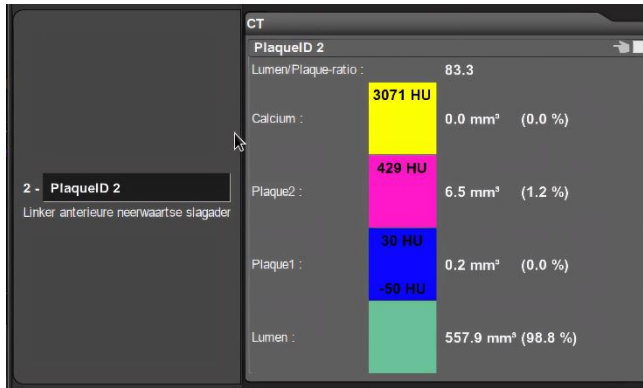 CT
PlaqueID 2
Lumen/Plaque-ratio : 83.3
3071 HU
Calcium : 0.0 mm³ (0.0 %)
429 HU
2 - PlaqueID 2
Plaque2 : 6.5 mm³ (1.2 %)
Linker anterieure neerwaartse slagader
30 HU
Plaque1 : 0.2 mm³ (0.0 %)
-50 HU
Lumen : 557.9 mm³ (98.8 %)